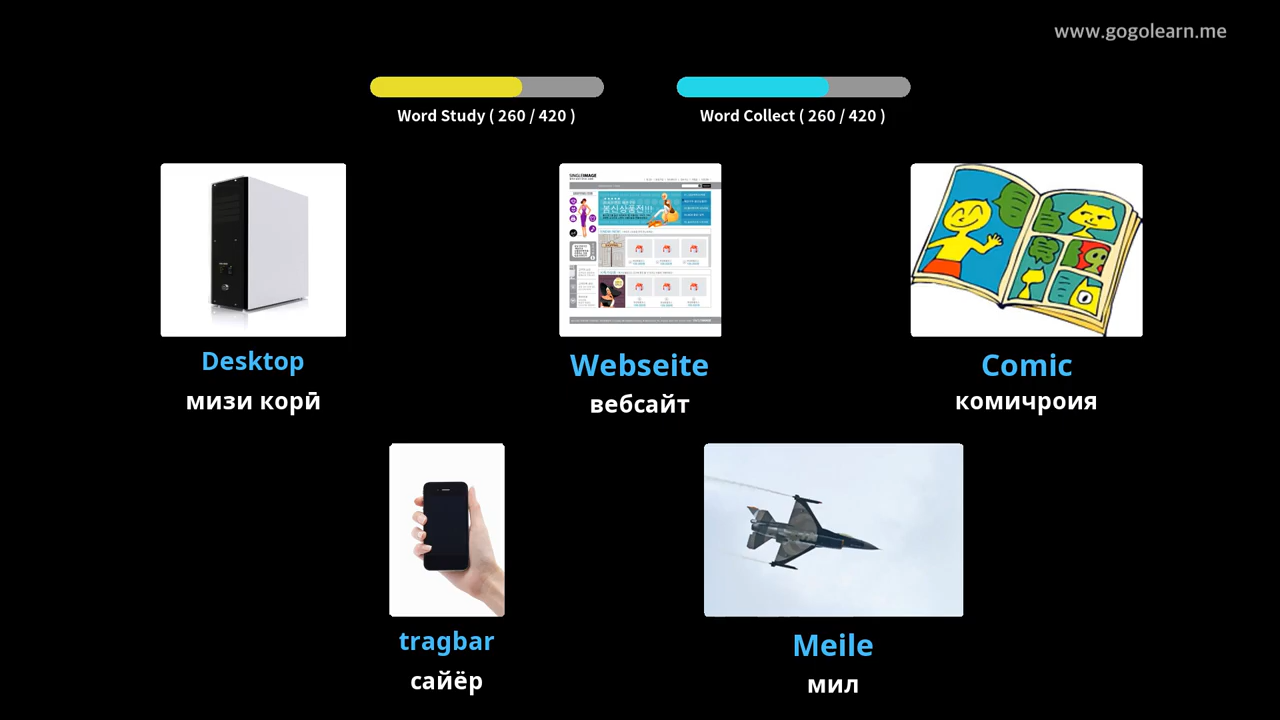 www.gogolearn.me
Word Study ( 260 / 420 )
Word Collect ( 260 / 420 )
Desktop
мизи корӣ
Webseite
вебсайт
Comic
комичроия
tragbar
сайёр
Meile
мил